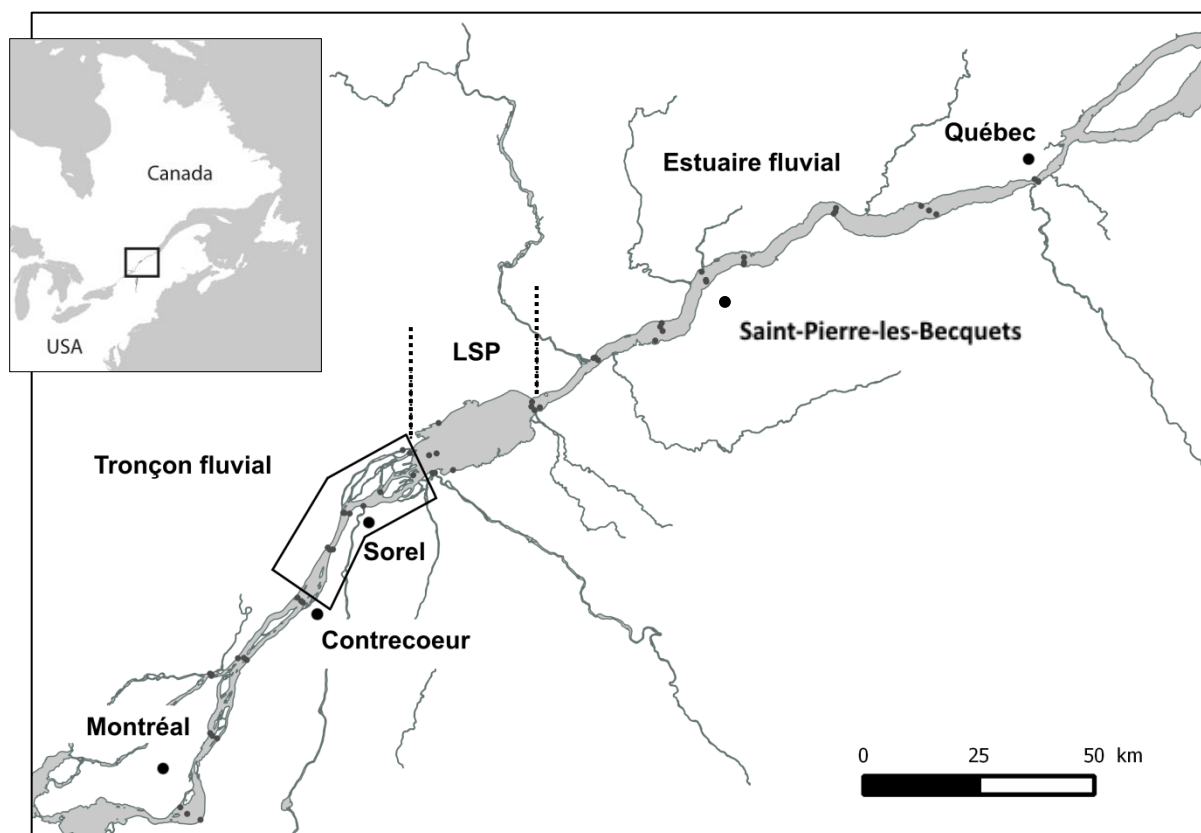 Canada
USA
Québec
Estuaire fluvial
Saint-Pierre-les-Becquets
LSP
Tronçon fluvial
Sorel
Contrecoeur
Montréal
0 25 50 km